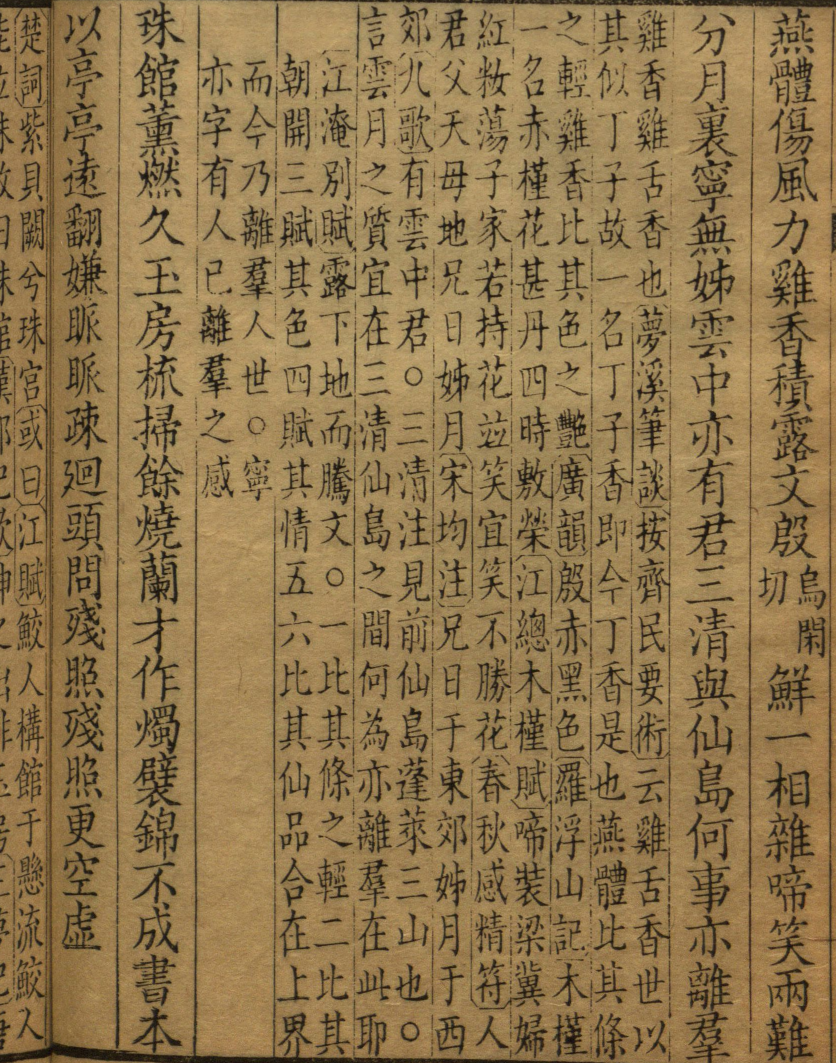 燕體傷風力雞香積露文殷烏閑切鮮一相雜啼笑兩難
分月裏寧無姊雲中亦有君三清與仙島何事亦離羣
雞香雞舌香也夢溪筆談按齊民要術云雞舌香世以
其似丁子故一名丁子香即今丁香是也燕體比其條
之輕雞香比其色之艷廣韻殷赤黑色羅浮山記木槿
一名赤槿花甚丹四時敷榮江總木槿賦啼裝梁冀婦
紅妝蕩子家若持花並笑宜笑不勝花春秋感精符人
君父天母地兄日姊月宋均注兄日于東郊姊月于西
郊九歌有雲中君○三清注見前仙島蓬萊三山也○
言雲月之質宜在三清仙島之間何為亦離羣在此耶
江淹別賦露下地而騰文○一比其條之輕二比其
朝開三賦其色四賦其情五六比其仙品合在上界
而今乃離羣人世○寧
亦字有人已離羣之感
珠館薰燃久玉房梳掃餘燒蘭才作燭襞錦不成書本
以亭亭遠翻嫌脈脈疎廻頭問殘照殘照更空虛
楚詞紫貝闕兮珠宮或曰江賦鮫人構館于懸流鮫人